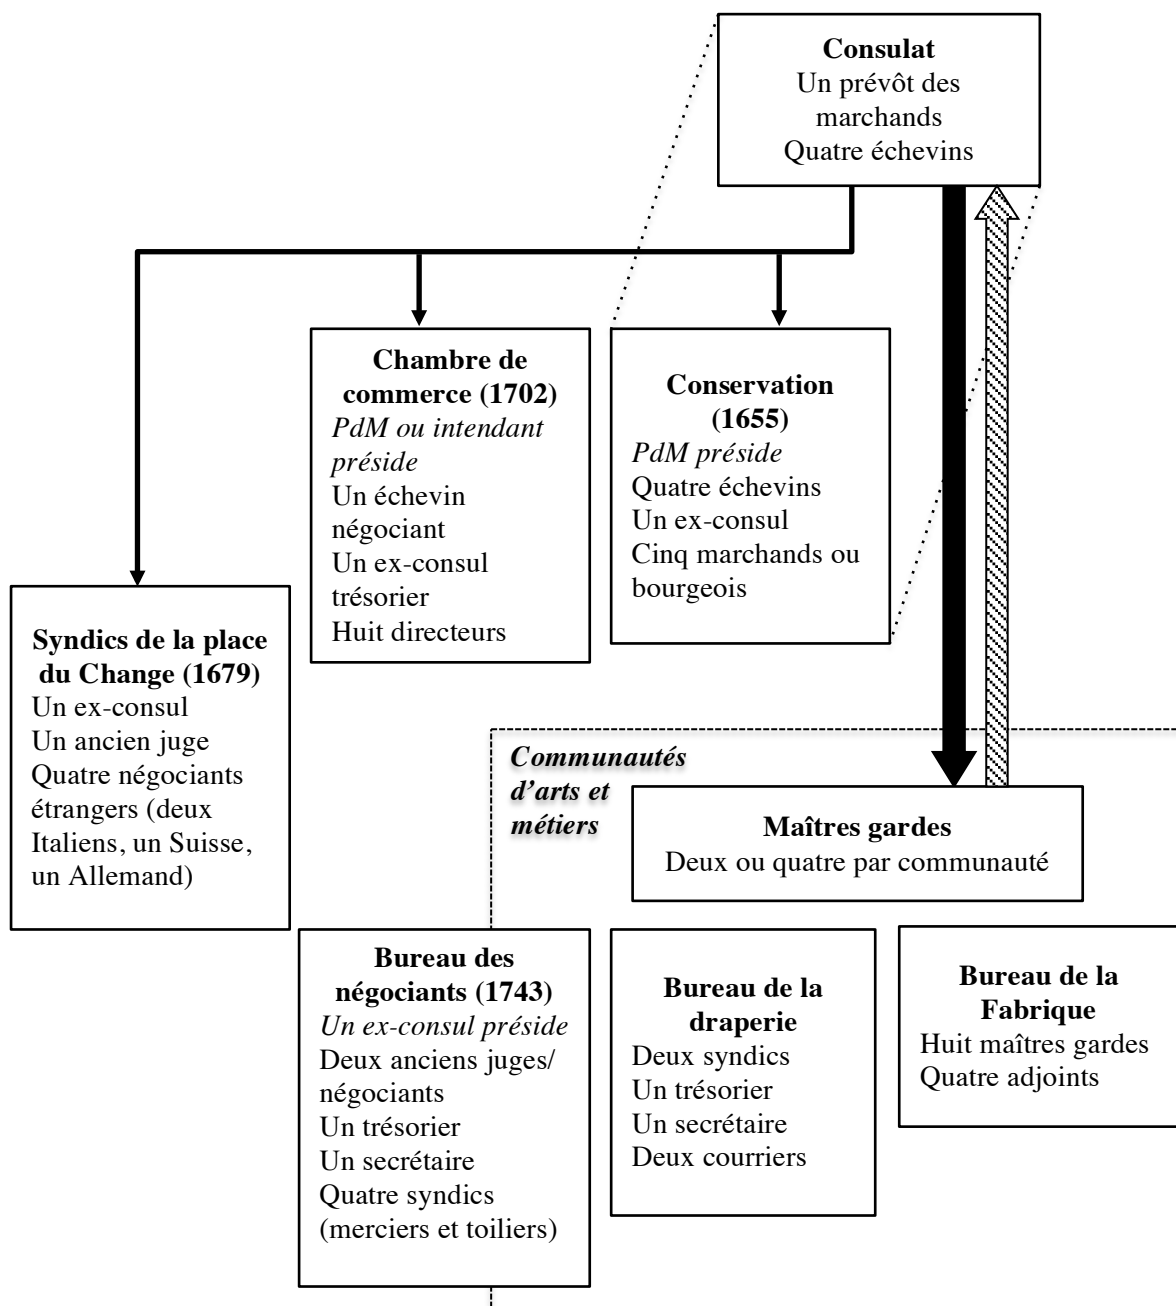 Consulat
Un prévôt des
marchands
Quatre échevins
Chambre de
commerce (1702)
PdM ou intendant
préside
Un échevin
négociant
Un ex-consul
trésorier
Huit directeurs
Conservation
(1655)
PdM préside
Quatre échevins
Un ex-consul
Cinq marchands ou
bourgeois
Syndics de la place
du Change (1679)
Un ex-consul
Un ancien juge
Quatre négociants
étrangers (deux
Italiens, un Suisse,
un Allemand)
Communautés
d'arts et
métiers
Maîtres gardes
Deux ou quatre par communauté
Bureau des
négociants (1743)
Un ex-consul préside
Deux anciens juges/
négociants
Un trésorier
Un secrétaire
Quatre syndics
(merciers et toiliers)
Bureau de la
draperie
Deux syndics
Un trésorier
Un secrétaire
Deux courriers
Bureau de la
Fabrique
Huit maîtres gardes
Quatre adjoints